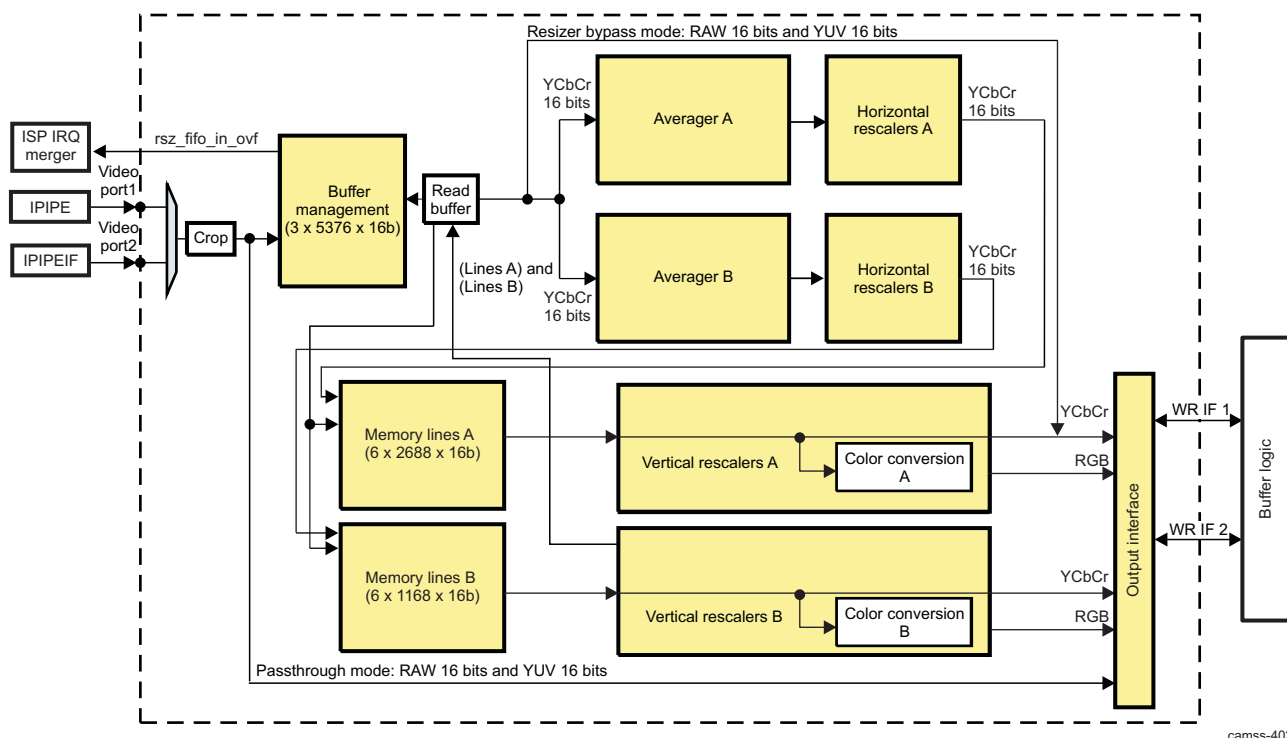 Resizer bypass mode: RAW 16 bits and YUV 16 bits
YCbCr
16 bits
Averager A
Horizontal
rescalers A
YCbCr
16 bits
ISP IRQ
merger
rsz_fifo_in_ovf
Video
port1
IPIPE
Video
port2
IPIPEIF
Crop
Buffer
management
(3 x 5376 x 16b)
Read
buffer
(Lines A) and
(Lines B)
YCbCr
16 bits
Averager B
Horizontal
rescalers B
YCbCr
16 bits
Memory lines A
(6 x 2688 x 16b)
Vertical rescalers A
Color conversion
A
YCbCr
RGB
Memory lines B
(6 x 1168 x 16b)
Vertical rescalers B
Color conversion
B
YCbCr
RGB
Output interface
WR IF 1
WR IF 2
Buffer logic
Passthrough mode: RAW 16 bits and YUV 16 bits